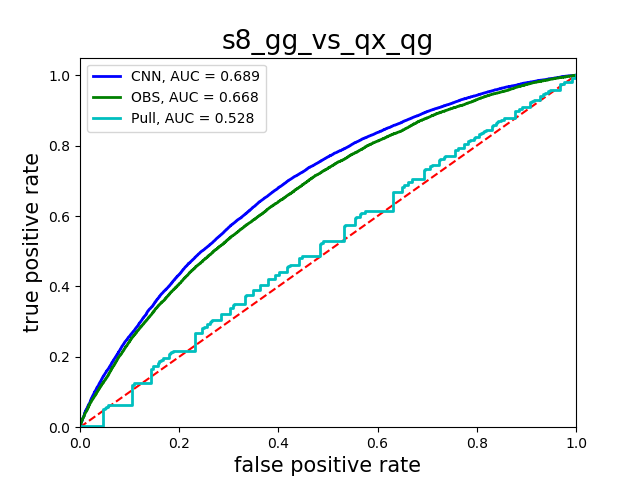 s8_gg_vs_qx_qg
CNN, AUC = 0.689
OBS, AUC = 0.668
Pull, AUC = 0.528
true positive rate
1.0
0.8
0.6
0.4
0.2
0.0
0.0 0.2 0.4 0.6 0.8 1.0
false positive rate